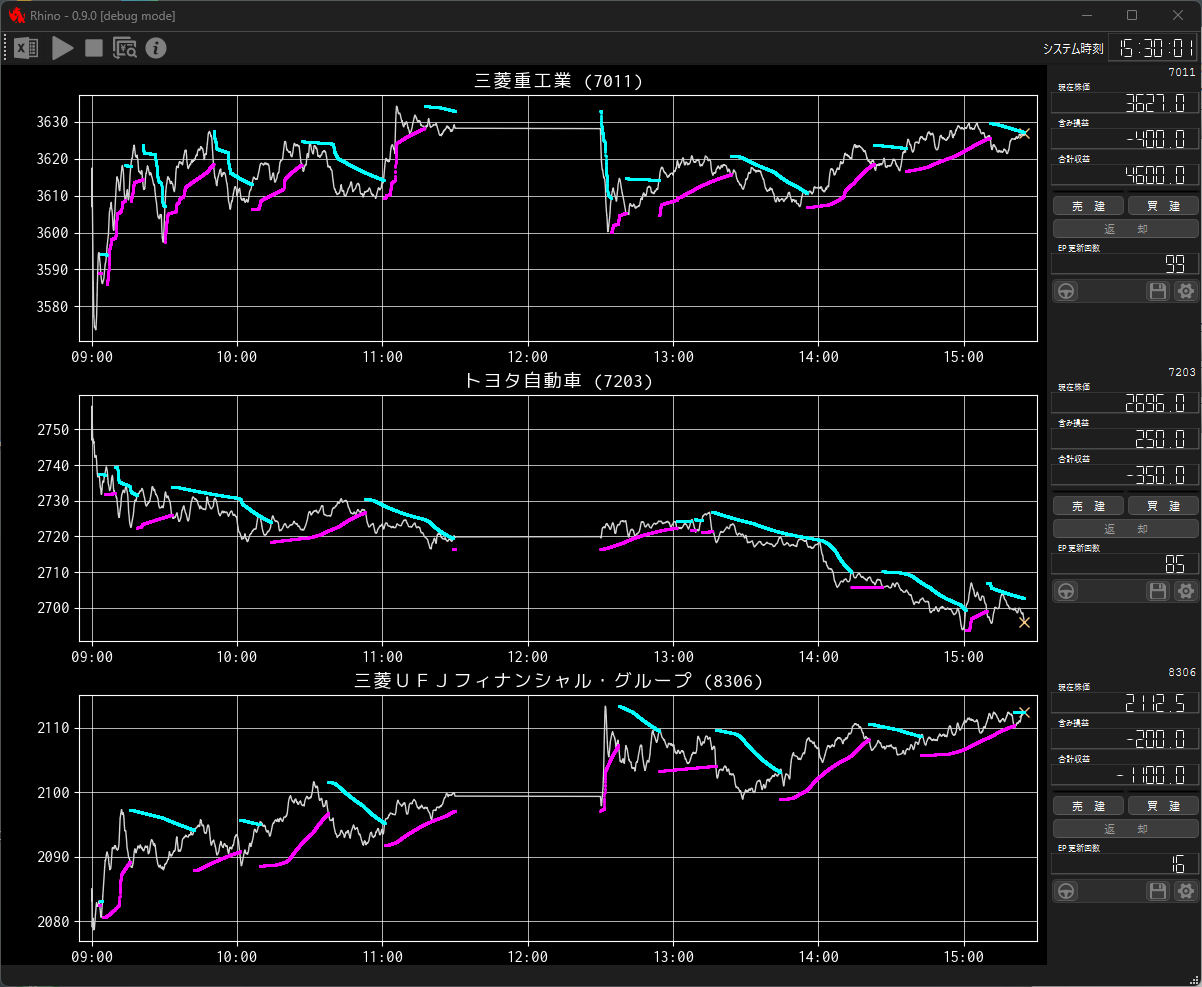 Rhino - 0.9.0 [debug mode]
システム時刻 15:30:01
三菱重工業 (7011)
3630
3620
3610
3600
3590
3580
09:00 10:00 11:00 12:00 13:00 14:00 15:00
7011
現在株価
3627.0
含み損益
-400.0
合計収益
4600.0
売 建 買 建
返 却
EP 更新回数
99
トヨタ自動車 (7203)
2750
2740
2730
2720
2710
2700
09:00 10:00 11:00 12:00 13:00 14:00 15:00
7203
現在株価
2696.0
含み損益
250.0
合計収益
-350.0
売 建 買 建
返 却
EP 更新回数
85
三菱ＵＦＪフィナンシャル・グループ (8306)
2110
2100
2090
2080
09:00 10:00 11:00 12:00 13:00 14:00 15:00
8306
現在株価
2112.5
含み損益
-200.0
合計収益
-1100.0
売 建 買 建
返 却
EP 更新回数
16